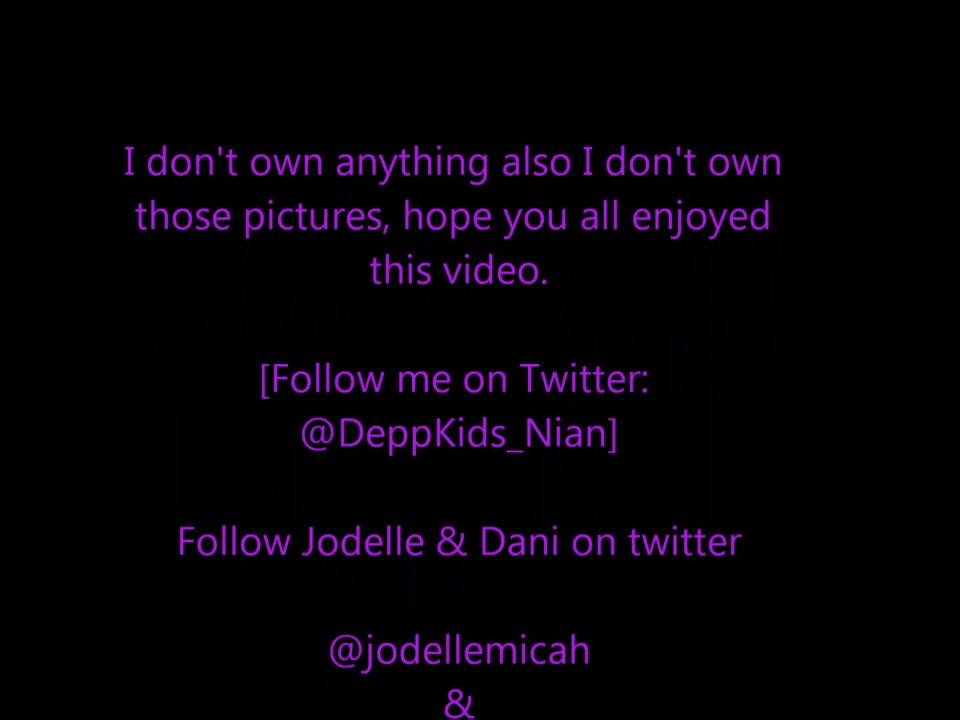 I don't own anything also I don't own
those pictures, hope you all enjoyed
this video.
[Follow me on Twitter:
@DeppKids_Nian]
Follow Jodelle & Dani on twitter
@jodellemicah
&